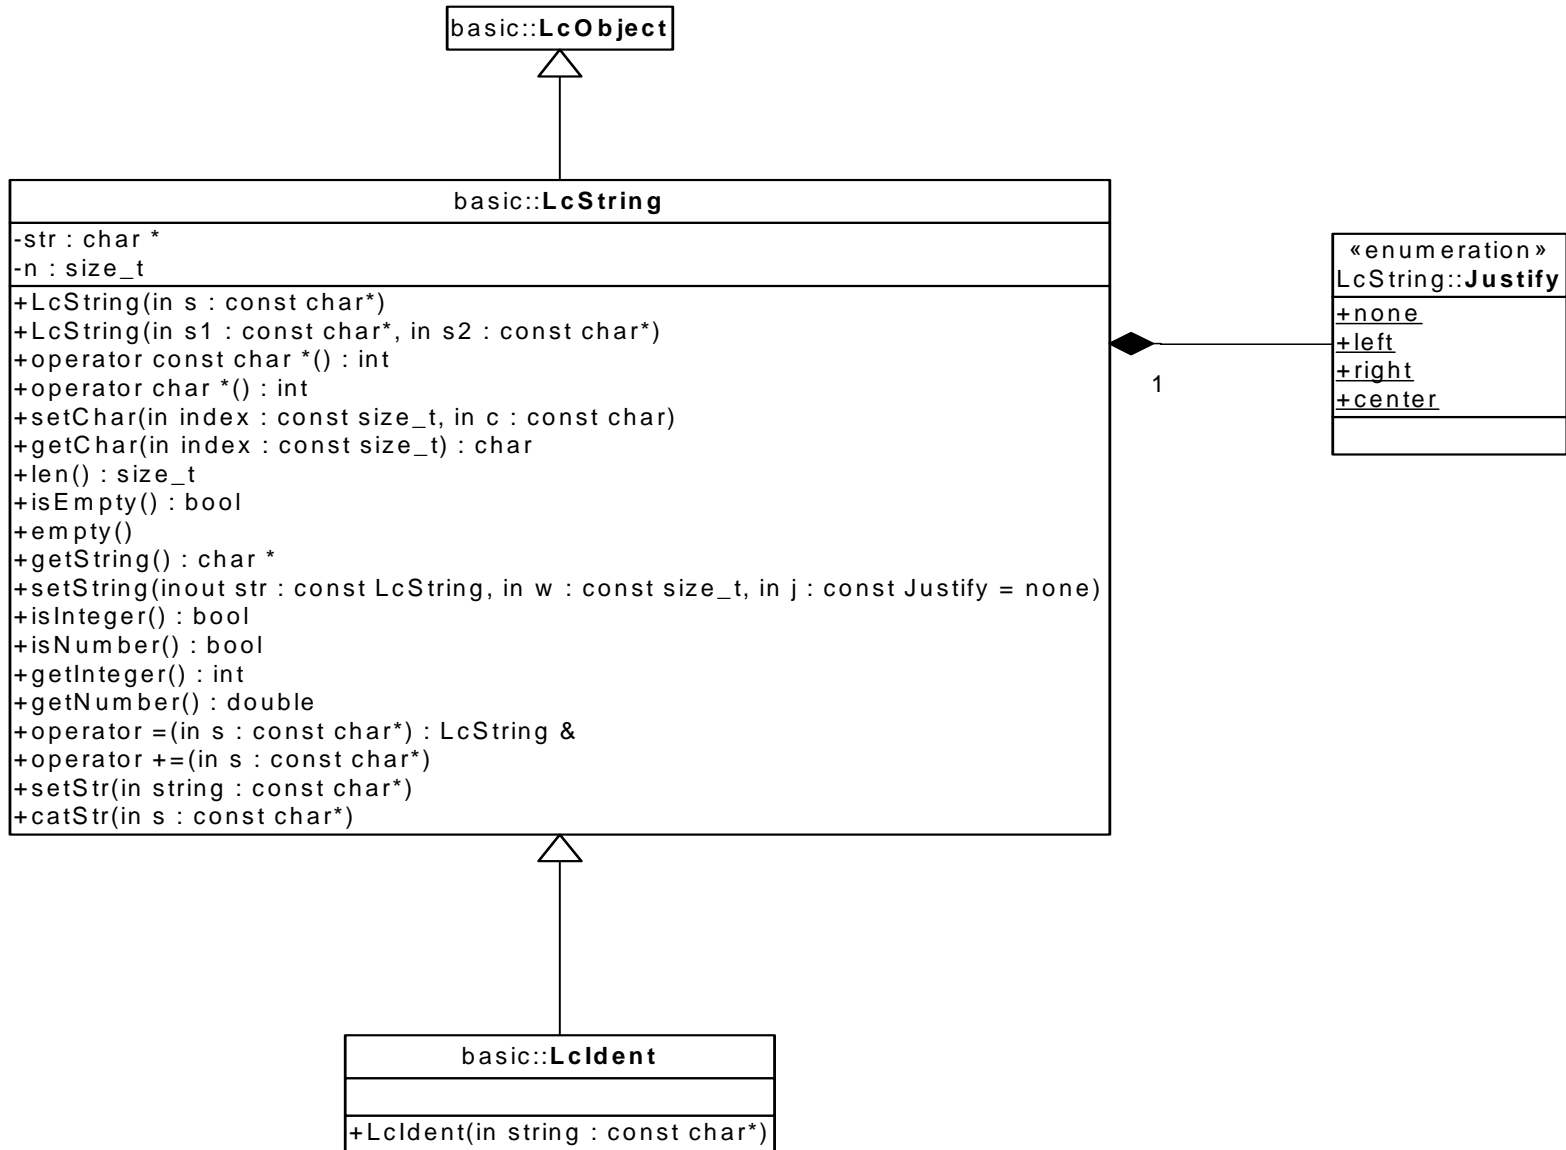 basic::LcObject
basic::LcString
-str : char *
-n : size_t
+LcString(in s : const char*)
+LcString(in s1 : const char*, in s2 : const char*)
+operator const char *() : int
+operator char *() : int
+setChar(in index : const size_t, in c : const char)
+getChar(in index : const size_t) : char
+len() : size_t
+isEmpty() : bool
+empty()
+getString() : char *
+setString(inout str : const LcString, in w : const size_t, in j : const Justify = none)
+isInteger() : bool
+isNumber() : bool
+getInteger() : int
+getNumber() : double
+operator =(in s : const char*) : LcString &
+operator +=(in s : const char*)
+setStr(in string : const char*)
+catStr(in s : const char*)
1
«enumeration»
LcString::Justify
+none
+left
+right
+center
basic::LcIdent
+LcIdent(in string : const char*)